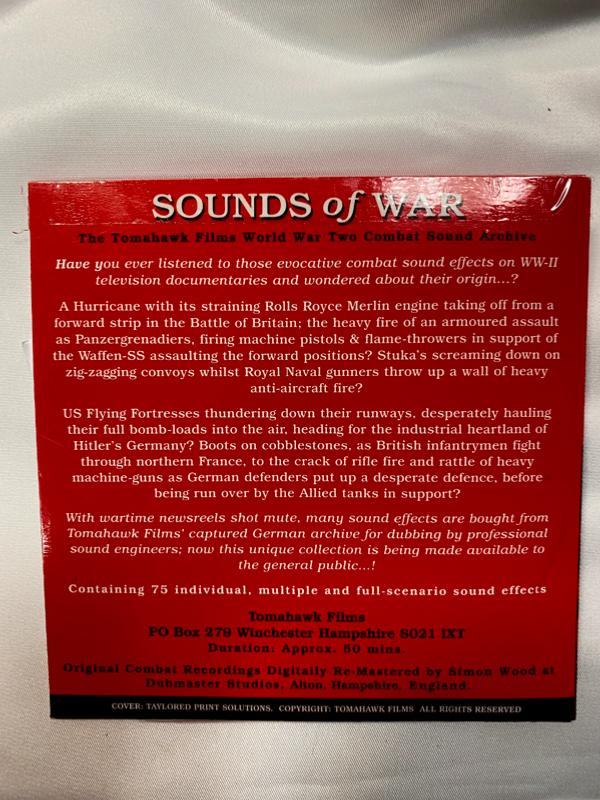 SOUNDS of WAR
The Tomahawk Films World War Two Combat Sound Archive
Have you ever listened to those evocative combat sound effects on WW-II
television documentaries and wondered about their origin...?
A Hurricane with its straining Rolls Royce Merlin engine taking off from a
forward strip in the Battle of Britain; the heavy fire of an armoured assault
as Panzergrenadiers, firing machine pistols & flame-throwers in support of
the Waffen-SS assaulting the forward positions? Stuka's screaming down on
zig-zagging convoys whilst Royal Naval gunners throw up a wall of heavy
anti-aircraft fire?
US Flying Fortresses thundering down their runways, desperately hauling
their full bomb-loads into the air, heading for the industrial heartland of
Hitler's Germany? Boots on cobblestones, as British infantrymen fight
through northern France, to the crack of rifle fire and rattle of heavy
machine-guns as German defenders put up a desperate defence, before
being run over by the Allied tanks in support?
With wartime newsreels shot mute, many sound effects are bought from
Tomahawk Films' captured German archive for dubbing by professional
sound engineers; now this unique collection is being made available to
the general public...!
Containing 75 individual, multiple and full-scenario sound effects
Tomahawk Films
PO Box 279 Winchester Hampshire S021 1XT
Duration: Approx. 50 mins.
Original Combat Recordings Digitally Re-Mastered by Simon Wood at
Dubmaster Studios, Alton, Hampshire, England.
COVER: TAYLORED PRINT SOLUTIONS. COPYRIGHT: TOMAHAWK FILMS ALL RIGHTS RESERVED